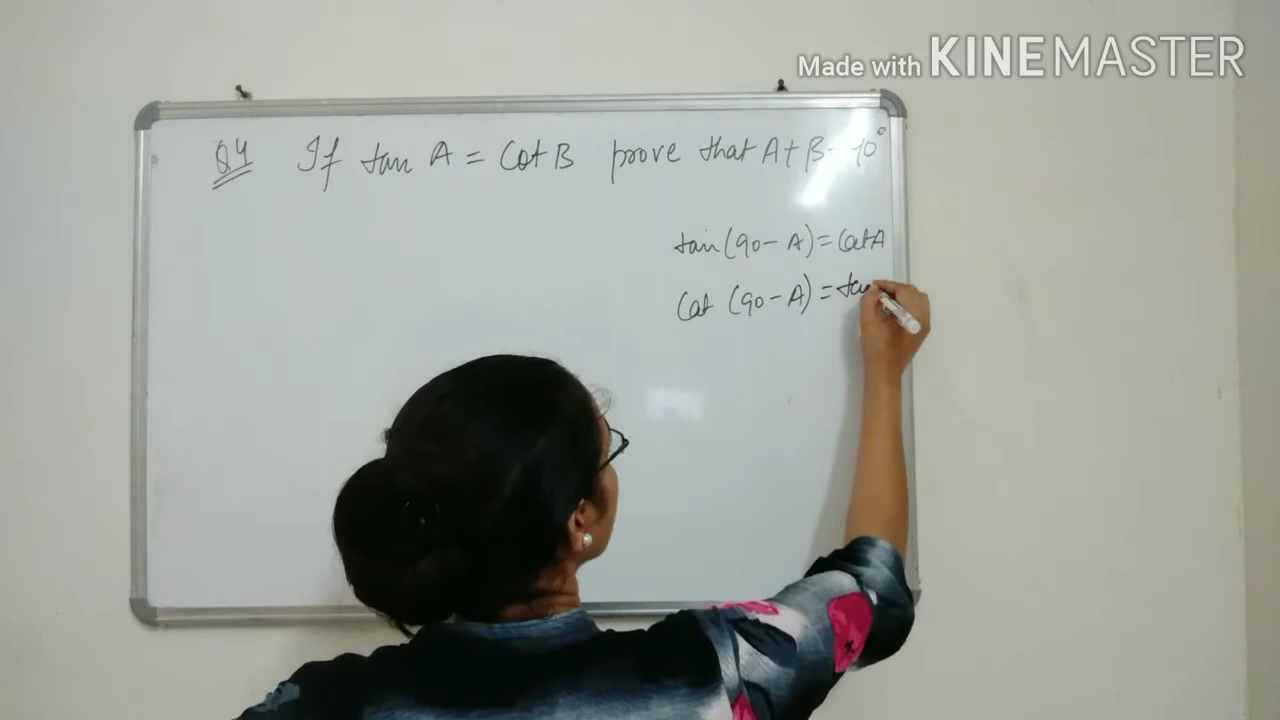 Made with KINEMASTER
Q4 If tan A = Cot B prove that A + B = 90°
tan (90 - A) = Cot A
Cot (90 - A) = tan